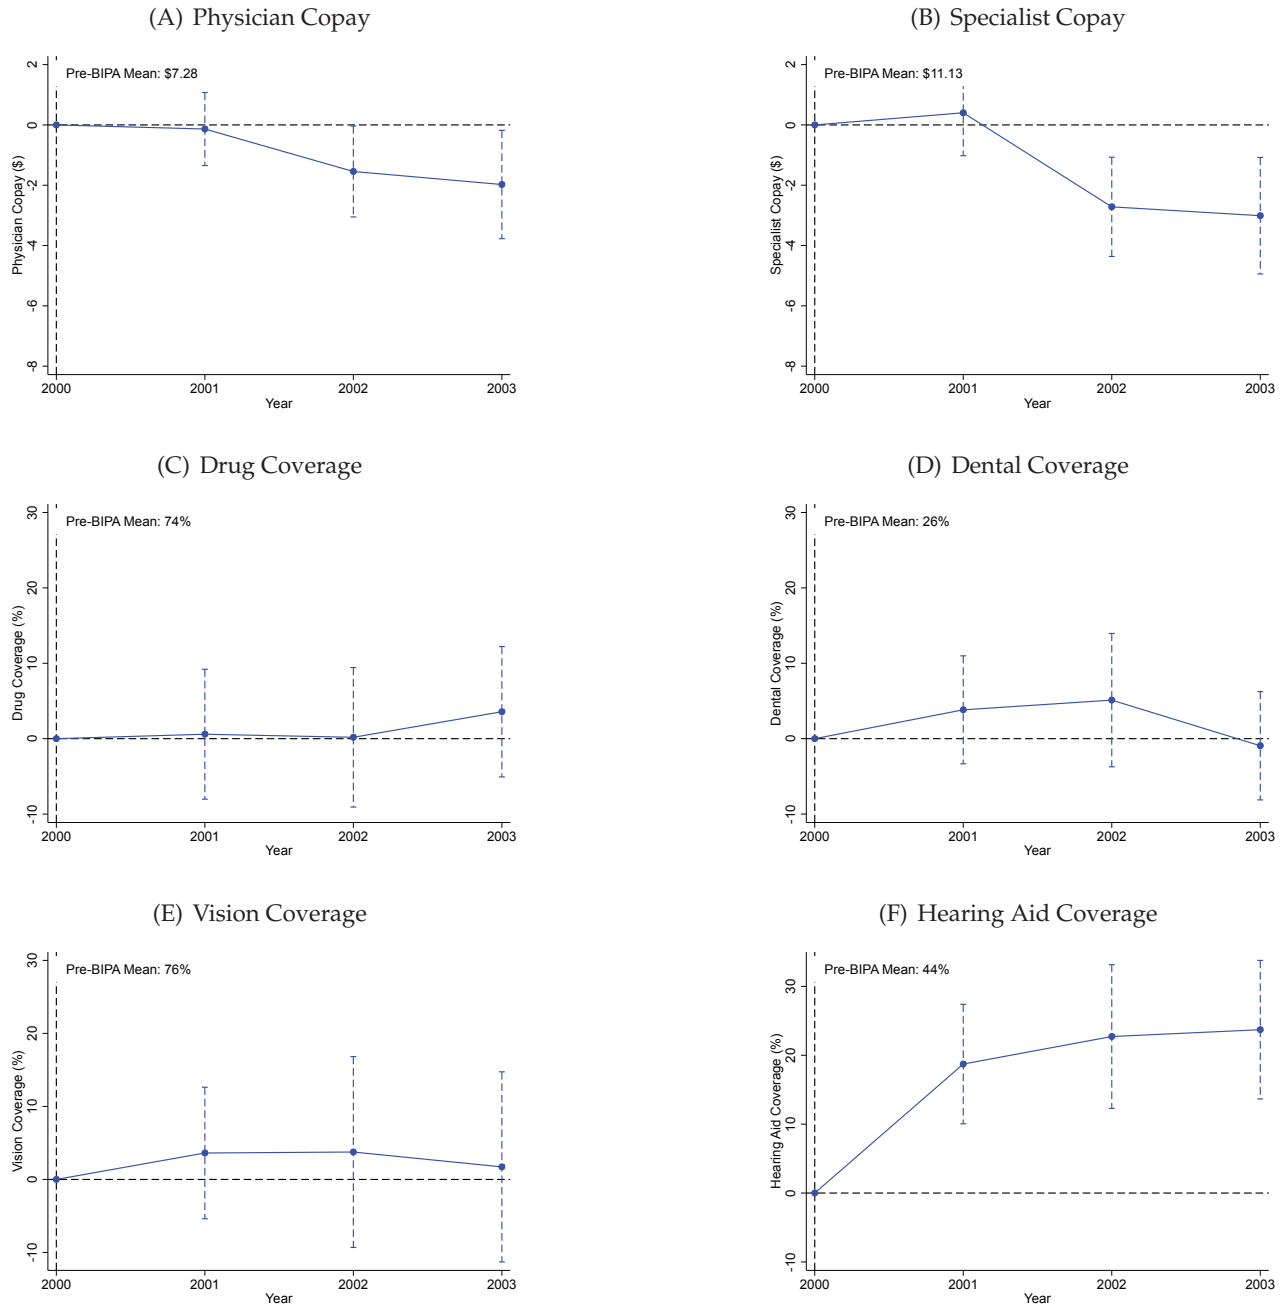 (A) Physician Copay
Pre-BIPA Mean: $7.28
Physician Copay ($)
2
0
-2
-4
-6
-8
2000 2001 2002 2003
Year
(B) Specialist Copay
Pre-BIPA Mean: $11.13
Specialist Copay ($)
2
0
-2
-4
-6
-8
2000 2001 2002 2003
Year
(C) Drug Coverage
Pre-BIPA Mean: 74%
Drug Coverage (%)
30
20
10
0
-10
2000 2001 2002 2003
Year
(D) Dental Coverage
Pre-BIPA Mean: 26%
Dental Coverage (%)
30
20
10
0
-10
2000 2001 2002 2003
Year
(E) Vision Coverage
Pre-BIPA Mean: 76%
Vision Coverage (%)
30
20
10
0
-10
2000 2001 2002 2003
Year
(F) Hearing Aid Coverage
Pre-BIPA Mean: 44%
Hearing Aid Coverage (%)
30
20
10
0
-10
2000 2001 2002 2003
Year